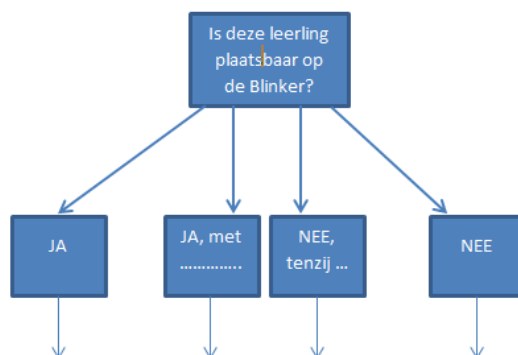 Is deze leerling
plaatsbaar op
de Blinker?
JA
JA, met
…………..
NEE,
tenzij …
NEE